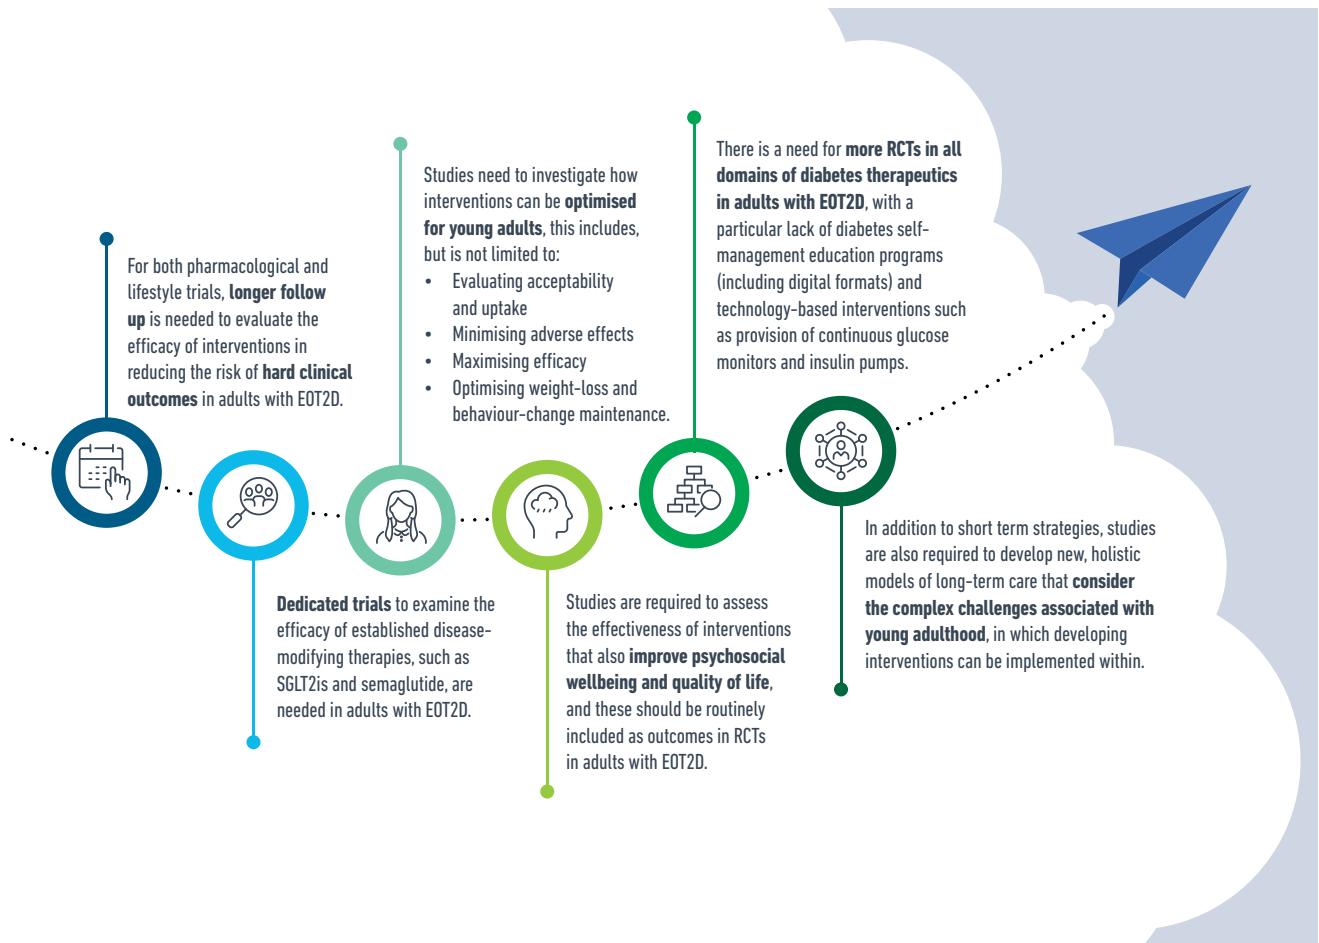 For both pharmacological and
lifestyle trials, longer follow
up is needed to evaluate the
efficacy of interventions in
reducing the risk of hard clinical
outcomes in adults with EOT2D.
Dedicated trials to examine the
efficacy of established disease-
modifying therapies, such as
SGLT2is and semaglutide, are
needed in adults with EOT2D.
Studies need to investigate how
interventions can be optimised
for young adults, this includes,
but is not limited to:
• Evaluating acceptability
and uptake
• Minimising adverse effects
• Maximising efficacy
• Optimising weight-loss and
behaviour-change maintenance.
Studies are required to assess
the effectiveness of interventions
that also improve psychosocial
wellbeing and quality of life,
and these should be routinely
included as outcomes in RCTs
in adults with EOT2D.
There is a need for more RCTs in all
domains of diabetes therapeutics
in adults with EOT2D, with a
particular lack of diabetes self-
management education programs
(including digital formats) and
technology-based interventions such
as provision of continuous glucose
monitors and insulin pumps.
In addition to short term strategies, studies
are also required to develop new, holistic
models of long-term care that consider
the complex challenges associated with
young adulthood, in which developing
interventions can be implemented within.